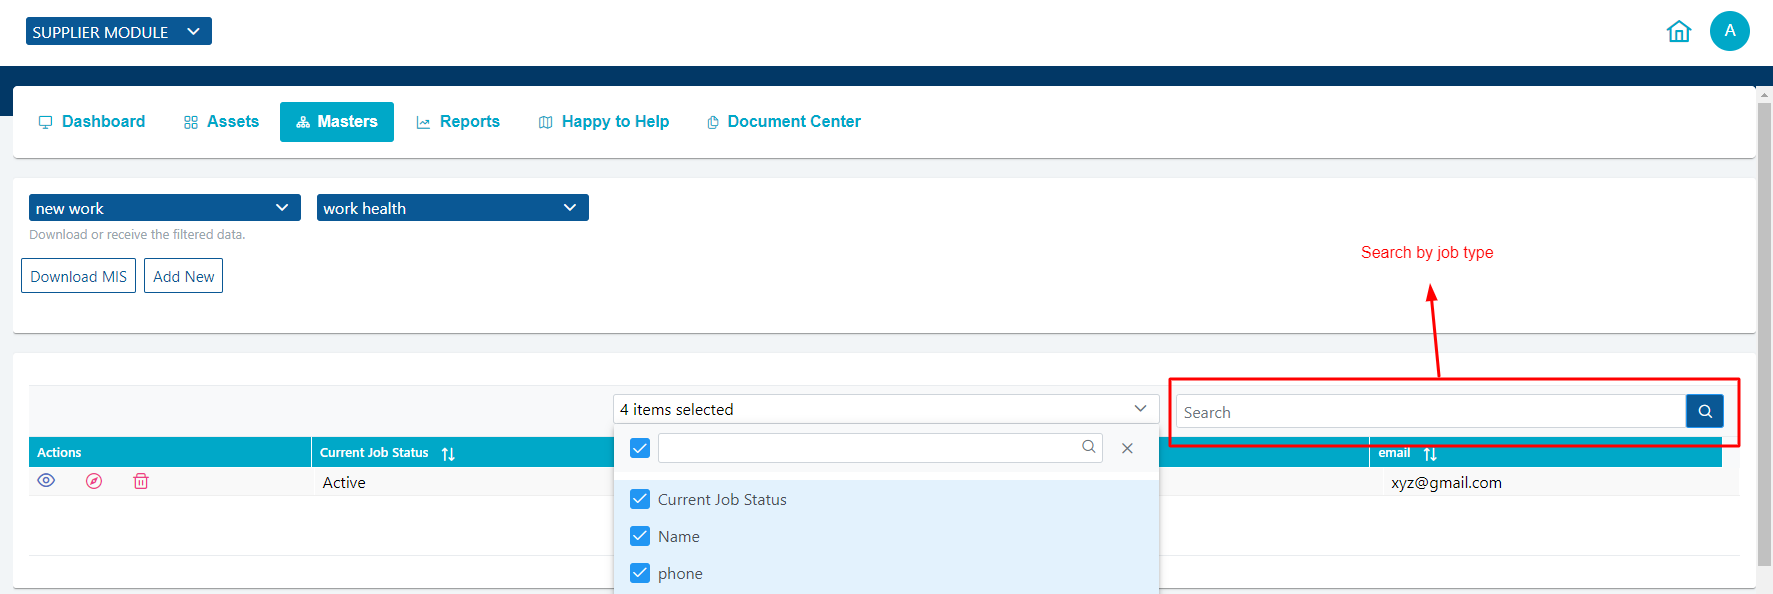 SUPPLIER MODULE
A
Dashboard Assets Masters Reports Happy to Help Document Center
new work work health
Download or receive the filtered data.
Search by job type
Download MIS Add New
4 items selected Search
Actions Current Job Status email
Active xyz@gmail.com
Current Job Status
Name
phone